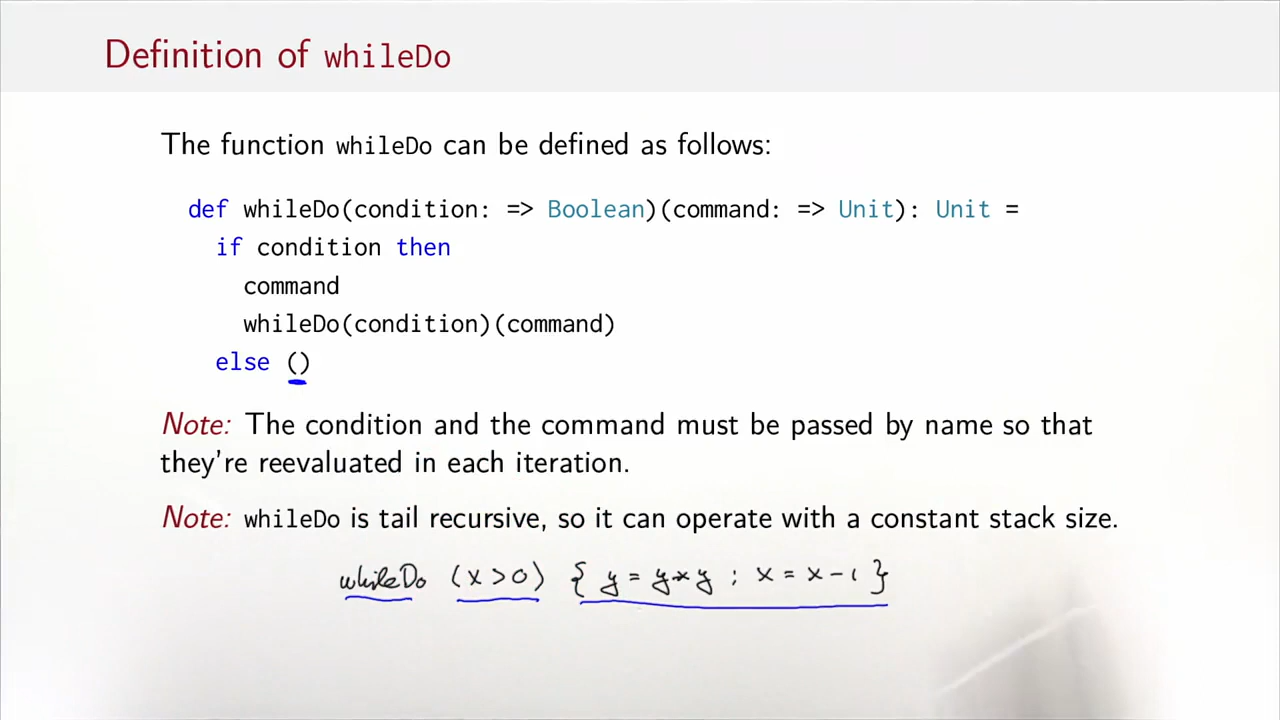 Definition of whileDo
The function whileDo can be defined as follows:
def whileDo(condition: => Boolean)(command: => Unit): Unit =
if condition then
command
whileDo(condition)(command)
else ()
Note: The condition and the command must be passed by name so that
they're reevaluated in each iteration.
Note: whileDo is tail recursive, so it can operate with a constant stack size.
whileDo (x>0) { y = y*y ; x = x-1 }